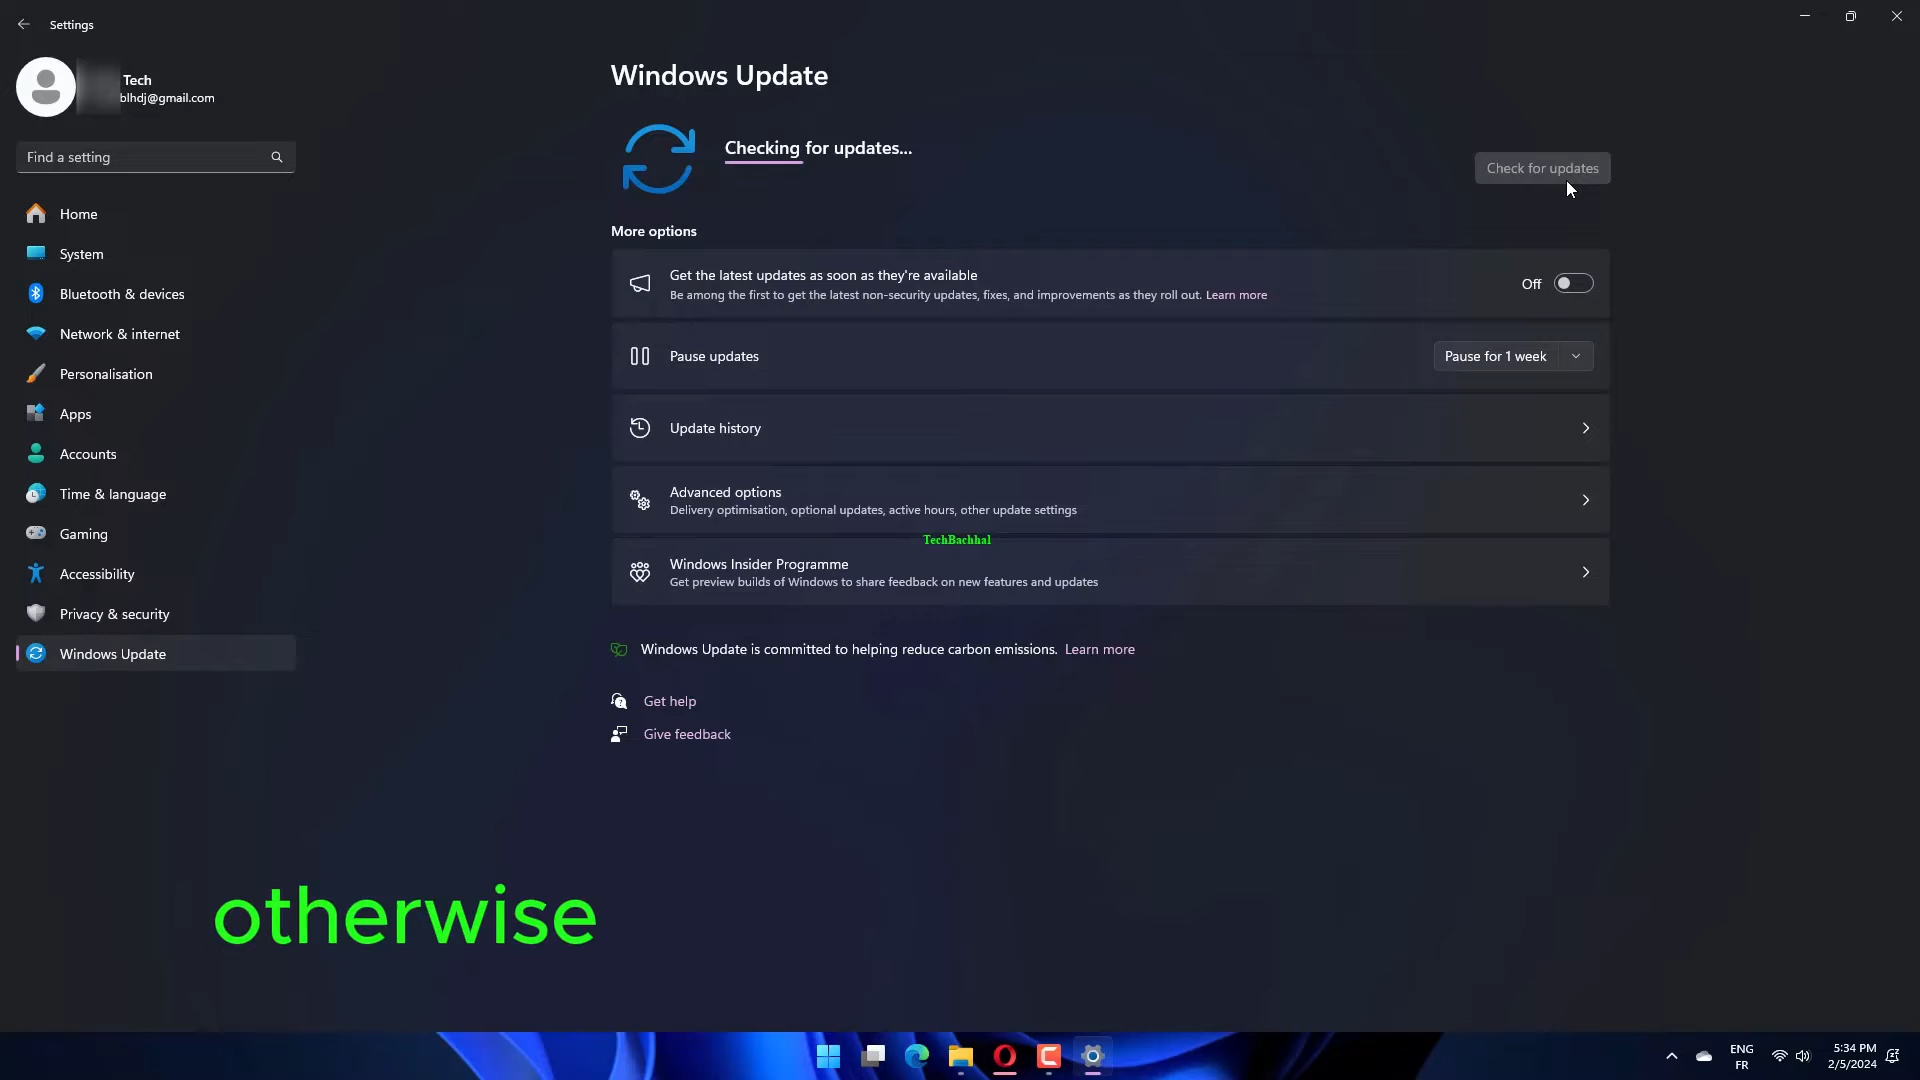 Settings
Tech
blhdj@gmail.com
Find a setting
Home
System
Bluetooth & devices
Network & internet
Personalisation
Apps
Accounts
Time & language
Gaming
Accessibility
Privacy & security
Windows Update
Windows Update
Checking for updates...
Check for updates
More options
Get the latest updates as soon as they're available
Be among the first to get the latest non-security updates, fixes, and improvements as they roll out. Learn more
Off
Pause updates
Pause for 1 week
Update history
Advanced options
Delivery optimisation, optional updates, active hours, other update settings
TechBachhal
Windows Insider Programme
Get preview builds of Windows to share feedback on new features and updates
Windows Update is committed to helping reduce carbon emissions. Learn more
Get help
Give feedback
otherwise
ENG
FR
5:34 PM
2/5/2024